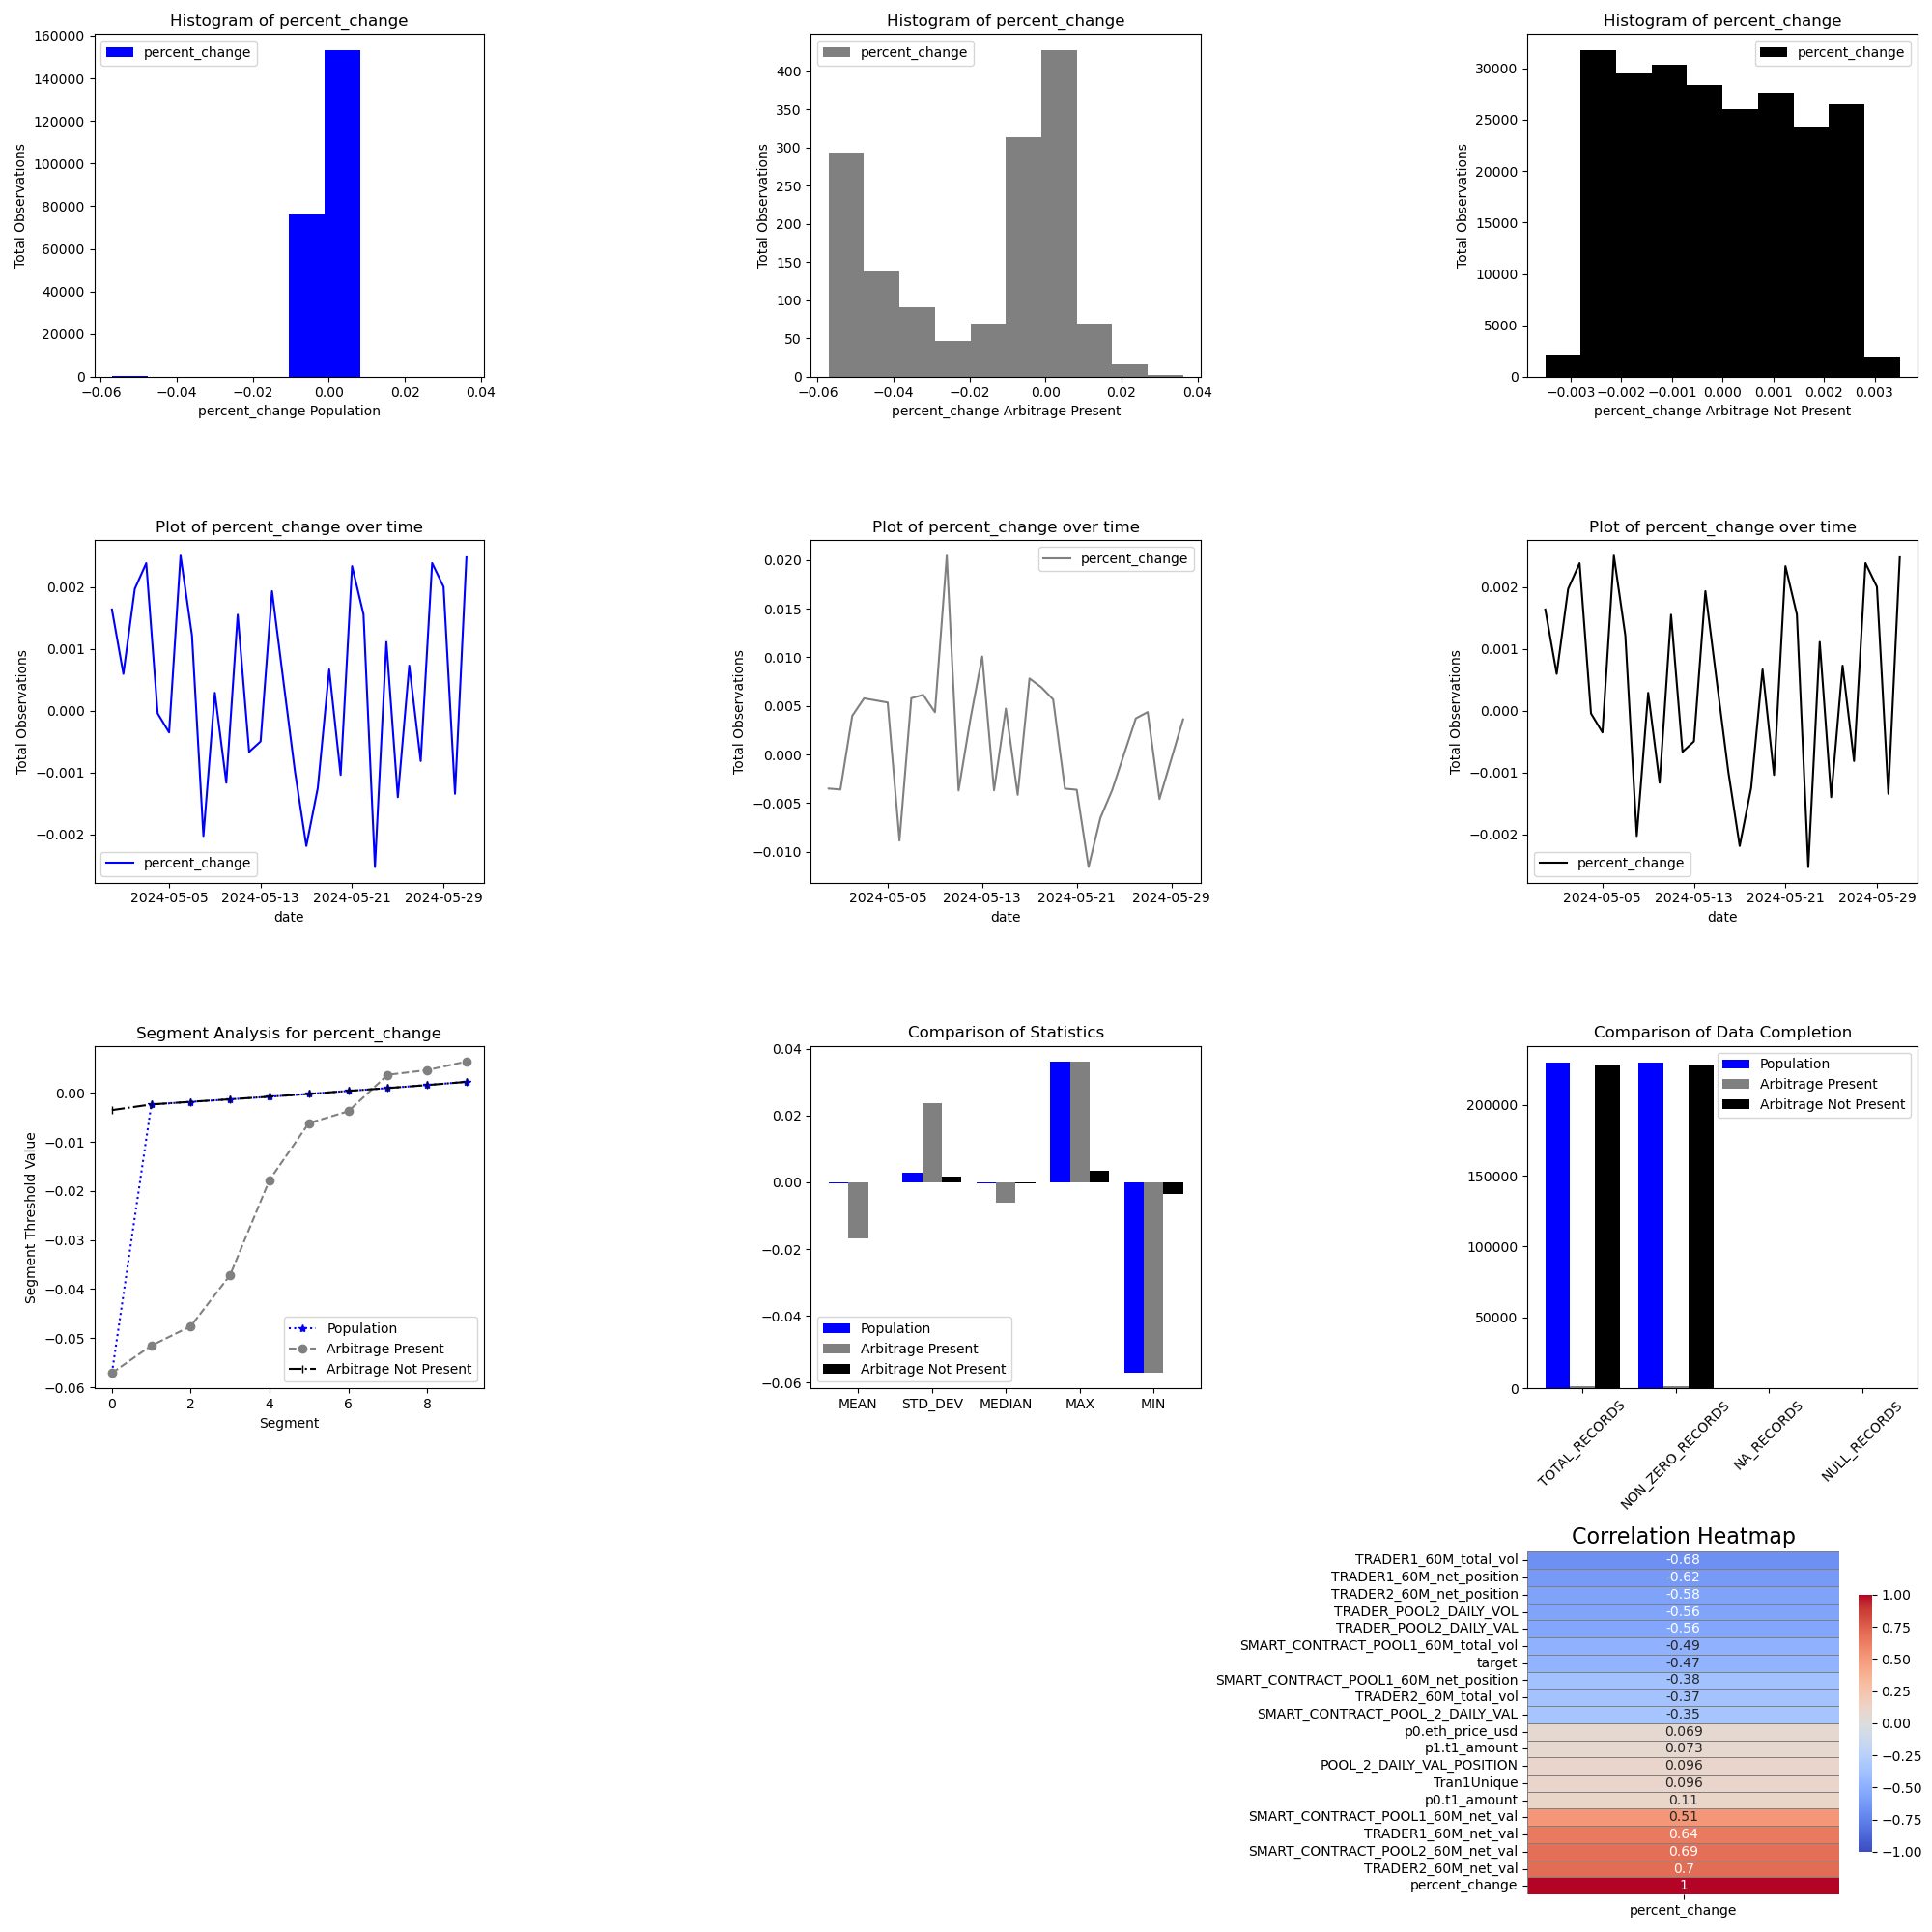 Histogram of percent_change
percent_change
Total Observations
160000
140000
120000
100000
80000
60000
40000
20000
0
−0.06 −0.04 −0.02 0.00 0.02 0.04
percent_change Population
Histogram of percent_change
percent_change
Total Observations
400
350
300
250
200
150
100
50
0
−0.06 −0.04 −0.02 0.00 0.02 0.04
percent_change Arbitrage Present
Histogram of percent_change
percent_change
Total Observations
30000
25000
20000
15000
10000
5000
0
−0.003 −0.002 −0.001 0.000 0.001 0.002 0.003
percent_change Arbitrage Not Present
Plot of percent_change over time
Total Observations
0.002
0.001
0.000
−0.001
−0.002
percent_change
2024-05-05 2024-05-13 2024-05-21 2024-05-29
date
Plot of percent_change over time
percent_change
Total Observations
0.020
0.015
0.010
0.005
0.000
−0.005
−0.010
2024-05-05 2024-05-13 2024-05-21 2024-05-29
date
Plot of percent_change over time
Total Observations
0.002
0.001
0.000
−0.001
−0.002
percent_change
2024-05-05 2024-05-13 2024-05-21 2024-05-29
date
Segment Analysis for percent_change
Segment Threshold Value
0.00
−0.01
−0.02
−0.03
−0.04
−0.05
−0.06
Population
Arbitrage Present
Arbitrage Not Present
0 2 4 6 8
Segment
Comparison of Statistics
0.04
0.02
0.00
−0.02
−0.04
−0.06
Population
Arbitrage Present
Arbitrage Not Present
MEAN STD_DEV MEDIAN MAX MIN
Comparison of Data Completion
Population
Arbitrage Present
Arbitrage Not Present
200000
150000
100000
50000
0
TOTAL_RECORDS
NON_ZERO_RECORDS
NA_RECORDS
NULL_RECORDS
Correlation Heatmap
TRADER1_60M_total_vol -0.68
TRADER1_60M_net_position -0.62
TRADER2_60M_net_position -0.58
TRADER_POOL2_DAILY_VOL -0.56
TRADER_POOL2_DAILY_VAL -0.56
SMART_CONTRACT_POOL1_60M_total_vol -0.49
target -0.47
SMART_CONTRACT_POOL1_60M_net_position -0.38
TRADER2_60M_total_vol -0.37
SMART_CONTRACT_POOL_2_DAILY_VAL -0.35
p0.eth_price_usd 0.069
p1.t1_amount 0.073
POOL_2_DAILY_VAL_POSITION 0.096
Tran1Unique 0.096
p0.t1_amount 0.11
SMART_CONTRACT_POOL1_60M_net_val 0.51
TRADER1_60M_net_val 0.64
SMART_CONTRACT_POOL2_60M_net_val 0.69
TRADER2_60M_net_val 0.7
percent_change 1
percent_change
1.00
0.75
0.50
0.25
0.00
−0.25
−0.50
−0.75
−1.00